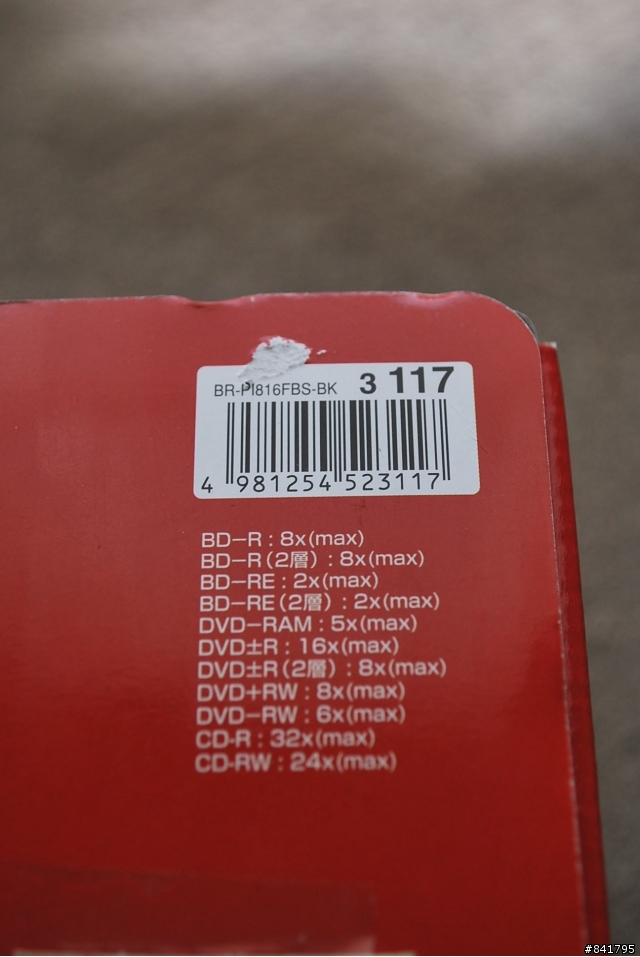 BR-PI816FBS-BK 3 117
4 981254 523117
BD-R : 8x(max)
BD-R(2層) : 8x(max)
BD-RE : 2x(max)
BD-RE(2層) : 2x(max)
DVD-RAM : 5x(max)
DVD±R : 16x(max)
DVD±R(2層) : 8x(max)
DVD+RW : 8x(max)
DVD-RW : 6x(max)
CD-R : 32x(max)
CD-RW : 24x(max)
#841795